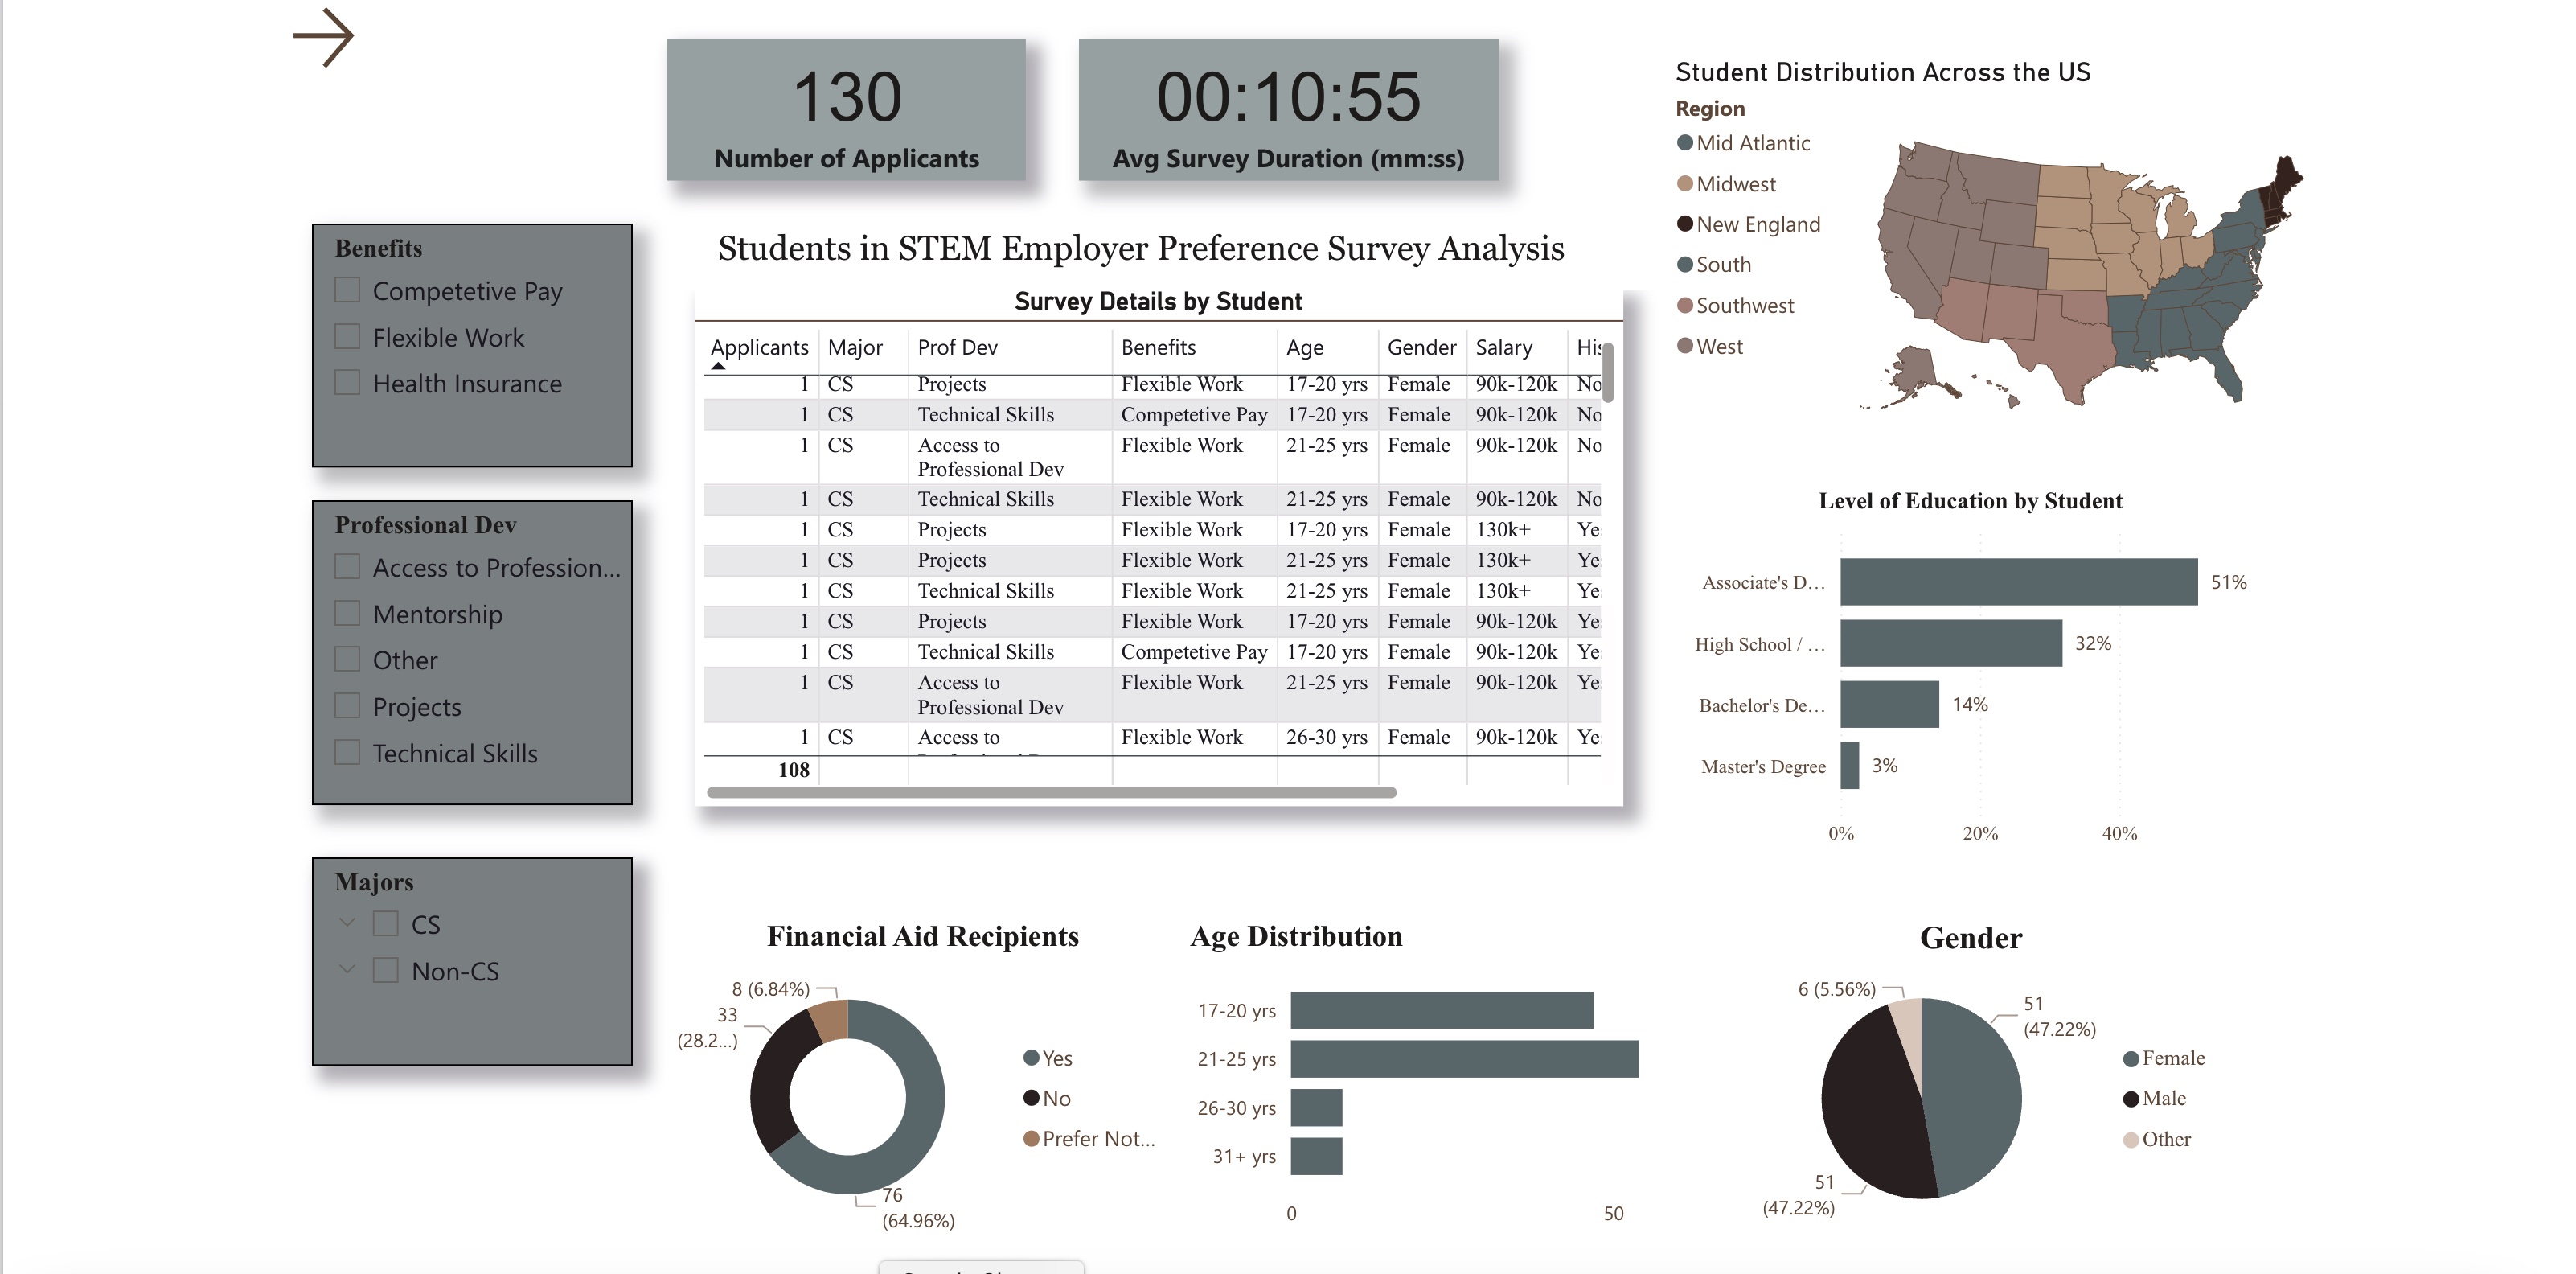 130
Number of Applicants
00:10:55
Avg Survey Duration (mm:ss)
Student Distribution Across the US
Region
Mid Atlantic
Midwest
New England
South
Southwest
West
Benefits
Competetive Pay
Flexible Work
Health Insurance
Professional Dev
Access to Profession...
Mentorship
Other
Projects
Technical Skills
Majors
CS
Non-CS
Students in STEM Employer Preference Survey Analysis
Survey Details by Student
Applicants Major Prof Dev Benefits Age Gender Salary His
1 CS Projects Flexible Work 17-20 yrs Female 90k-120k No
1 CS Technical Skills Competetive Pay 17-20 yrs Female 90k-120k No
1 CS Access to Flexible Work 21-25 yrs Female 90k-120k No
Professional Dev
1 CS Technical Skills Flexible Work 21-25 yrs Female 90k-120k No
1 CS Projects Flexible Work 17-20 yrs Female 130k+ Ye
1 CS Projects Flexible Work 21-25 yrs Female 130k+ Ye
1 CS Technical Skills Flexible Work 21-25 yrs Female 130k+ Ye
1 CS Projects Flexible Work 17-20 yrs Female 90k-120k Ye
1 CS Technical Skills Competetive Pay 17-20 yrs Female 90k-120k Ye
1 CS Access to Flexible Work 21-25 yrs Female 90k-120k Ye
Professional Dev
1 CS Access to Flexible Work 26-30 yrs Female 90k-120k Ye
108
Level of Education by Student
Associate's D... 51%
High School / ... 32%
Bachelor's De... 14%
Master's Degree 3%
0% 20% 40%
Financial Aid Recipients
8 (6.84%)
33
(28.2...)
76
(64.96%)
Yes
No
Prefer Not...
Age Distribution
17-20 yrs
21-25 yrs
26-30 yrs
31+ yrs
0 50
Gender
6 (5.56%)
51
(47.22%)
51
(47.22%)
Female
Male
Other